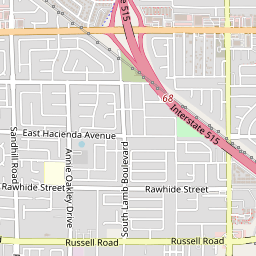 te 515
68
Interstate 515
East Hacienda Avenue
Sandhill Road
Annie Oakley Drive
South Lamb Boulevard
Rawhide Street
Rawhide Street
Russell Road
Russell Road